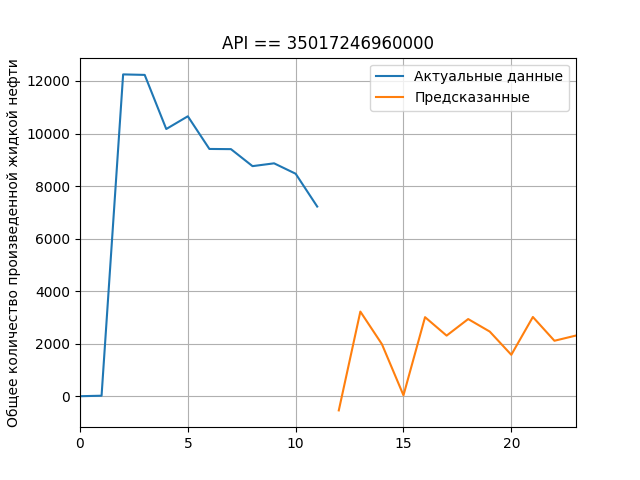 API == 35017246960000
Общее количество произведенной жидкой нефти
Актуальные данные
Предсказанные
12000
10000
8000
6000
4000
2000
0
0 5 10 15 20